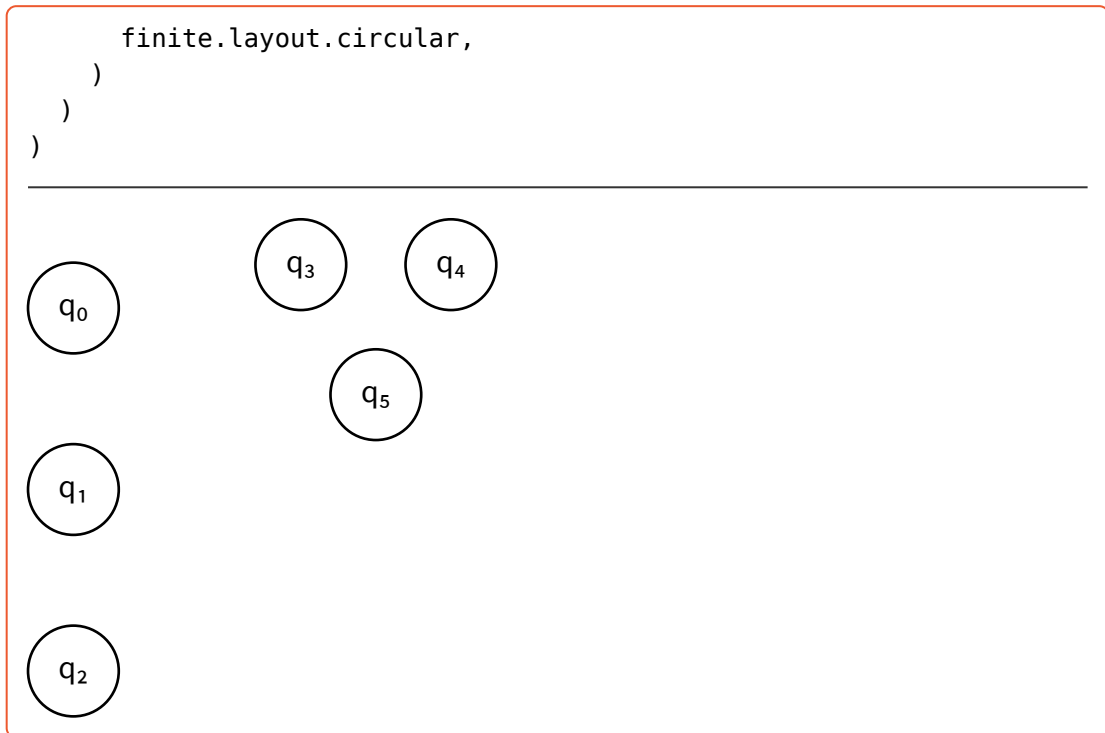 finite.layout.circular,
)
)
)
q₃
q₄
q₀
q₅
q₁
q₂